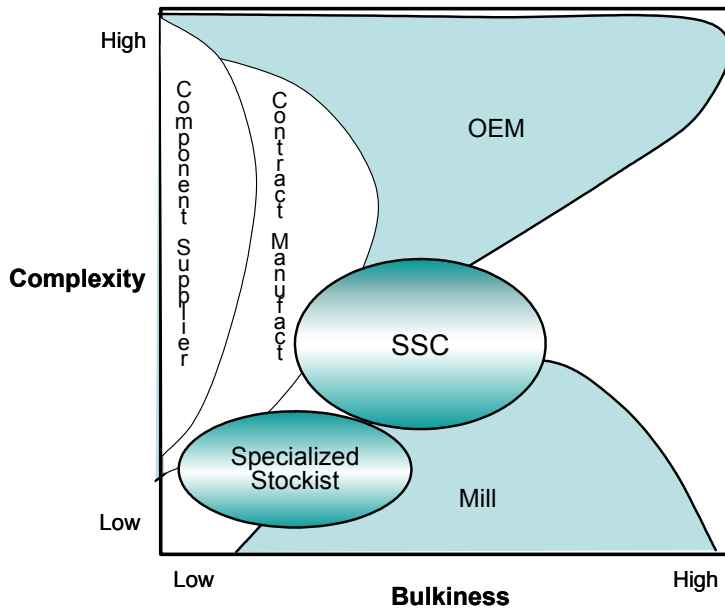 High
Component Supplier
Contract Manufact
OEM
Complexity
SSC
Specialized
Stockist
Mill
Low
Low
High
Bulkiness